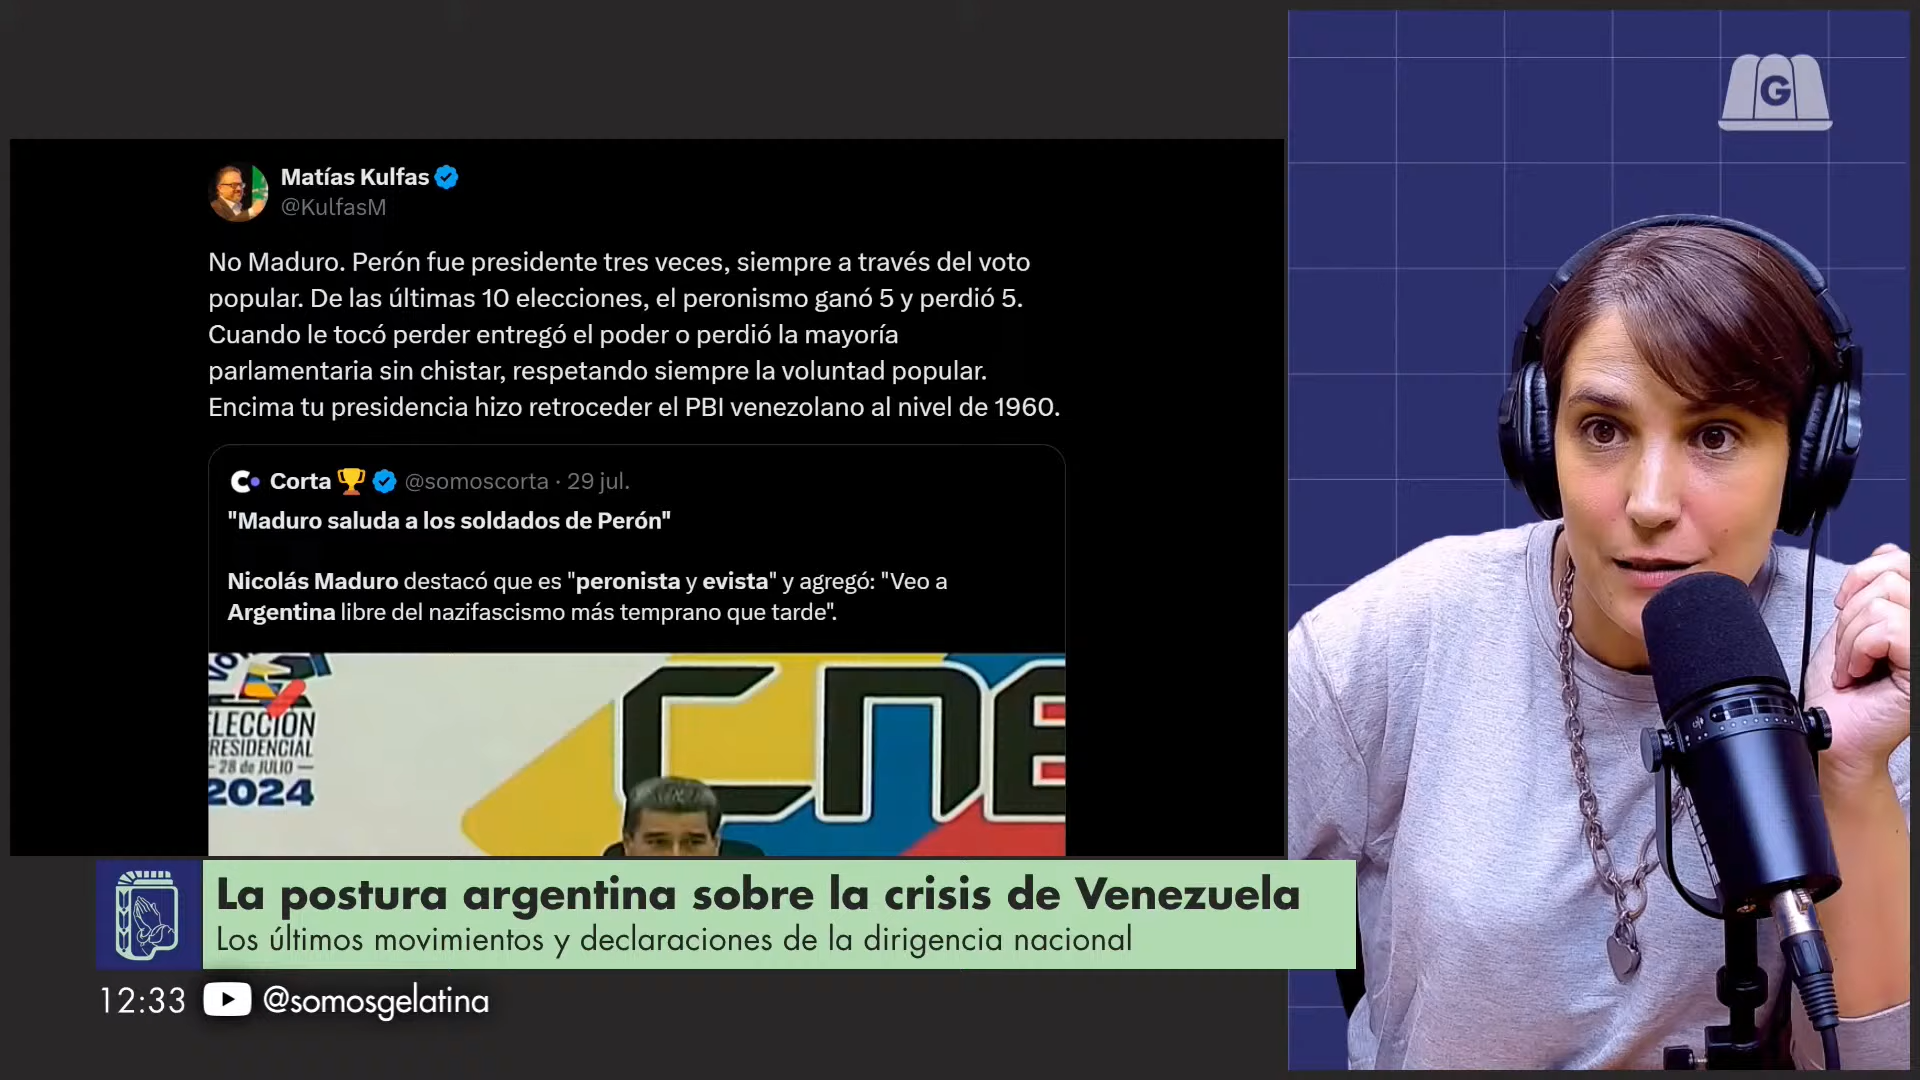 G
Matías Kulfas
@KulfasM
No Maduro. Perón fue presidente tres veces, siempre a través del voto
popular. De las últimas 10 elecciones, el peronismo ganó 5 y perdió 5.
Cuando le tocó perder entregó el poder o perdió la mayoría
parlamentaria sin chistar, respetando siempre la voluntad popular.
Encima tu presidencia hizo retroceder el PBI venezolano al nivel de 1960.
Corta @somoscorta · 29 jul.
"Maduro saluda a los soldados de Perón"
Nicolás Maduro destacó que es "peronista y evista" y agregó: "Veo a
Argentina libre del nazifascismo más temprano que tarde".
ELECCIÓN
RESIDENCIAL
– 28 de JULIO –
2024
CNE
La postura argentina sobre la crisis de Venezuela
Los últimos movimientos y declaraciones de la dirigencia nacional
12:33 @somosgelatina